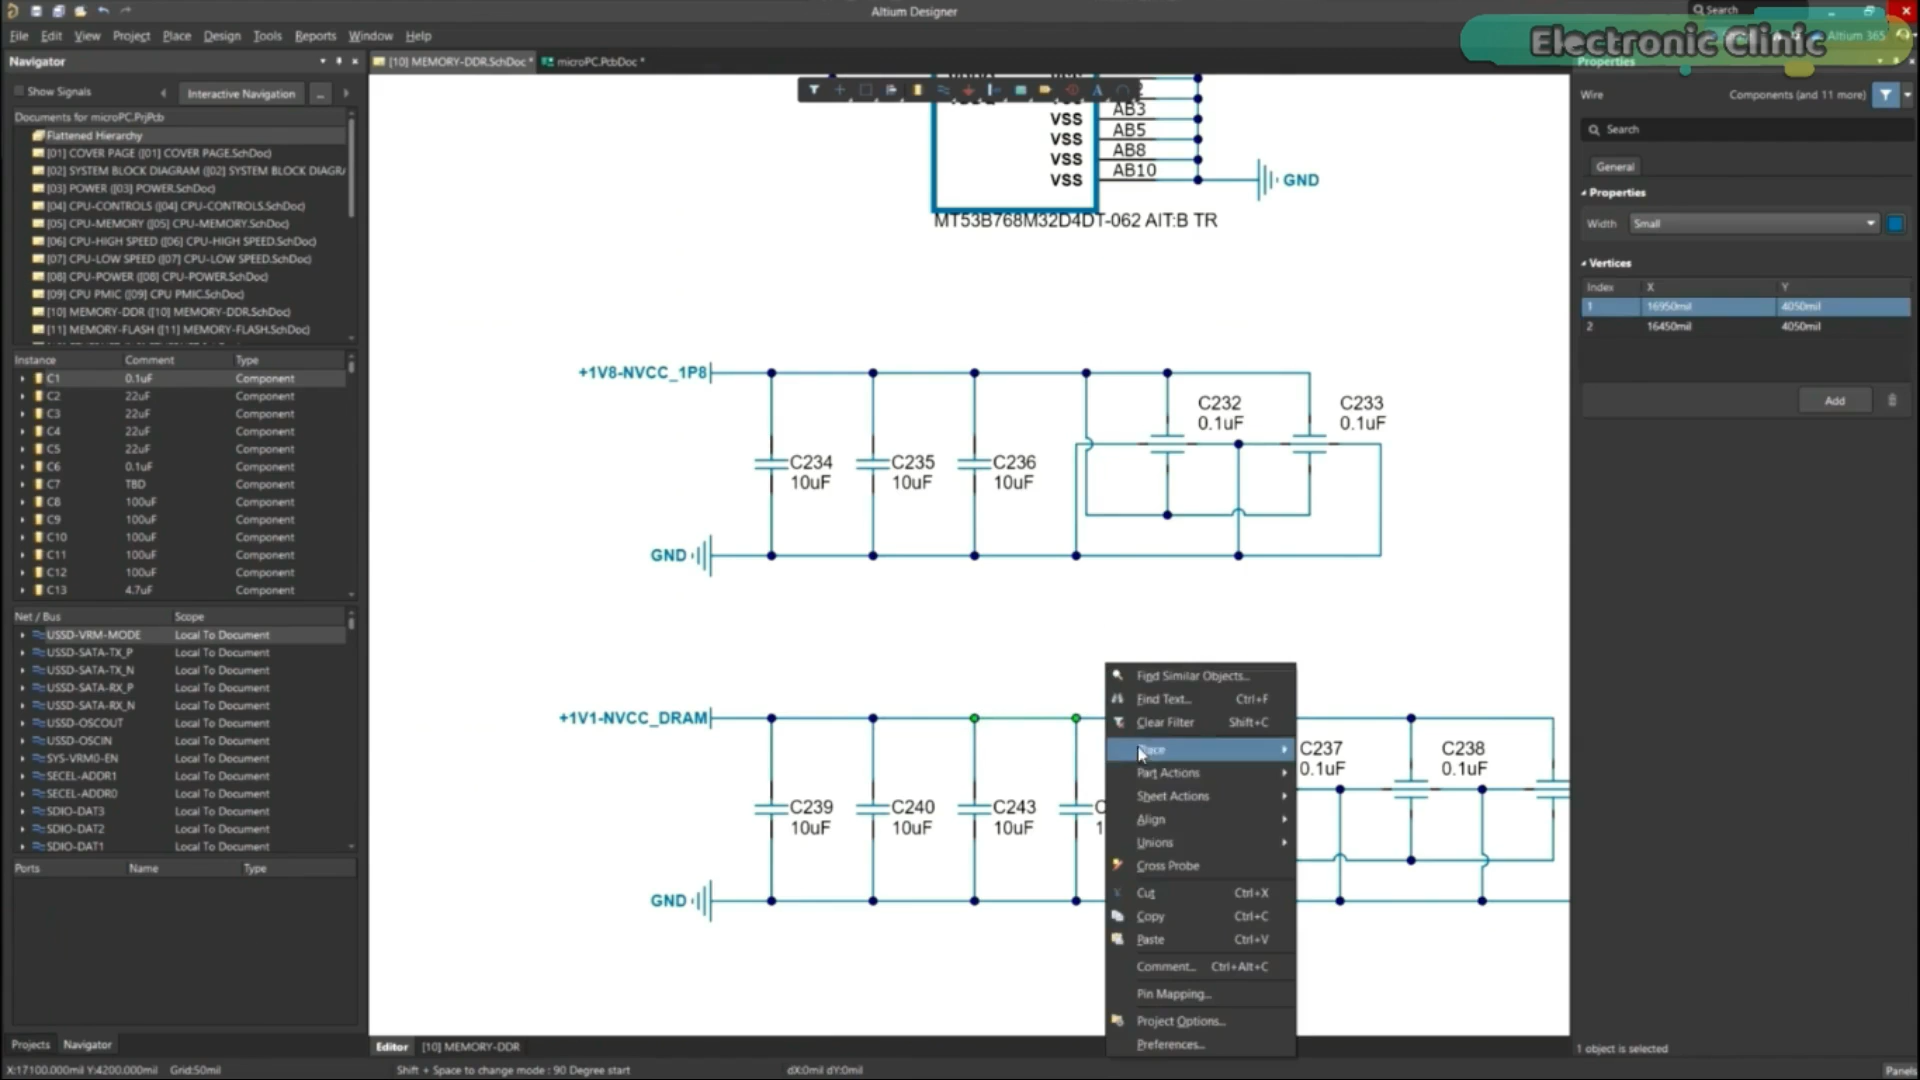 Altium Designer
Search
Electronic Clinic
Altium 365
File Edit View Project Place Design Tools Reports Window Help
Navigator
[10] MEMORY-DDR.SchDoc *
microPC.PcbDoc *
Properties
Show Signals
Interactive Navigation
...
Wire
Components (and 11 more)
Documents for microPC.PrjPcb
Search
Flattened Hierarchy
[01] COVER PAGE ([01] COVER PAGE.SchDoc)
[02] SYSTEM BLOCK DIAGRAM ([02] SYSTEM BLOCK DIAGRA
[03] POWER ([03] POWER.SchDoc)
[04] CPU-CONTROLS ([04] CPU-CONTROLS.SchDoc)
[05] CPU-MEMORY ([05] CPU-MEMORY.SchDoc)
[06] CPU-HIGH SPEED ([06] CPU-HIGH SPEED.SchDoc)
[07] CPU-LOW SPEED ([07] CPU-LOW SPEED.SchDoc)
[08] CPU-POWER ([08] CPU-POWER.SchDoc)
[09] CPU PMIC ([09] CPU PMIC.SchDoc)
[10] MEMORY-DDR ([10] MEMORY-DDR.SchDoc)
[11] MEMORY-FLASH ([11] MEMORY-FLASH.SchDoc)
Instance Comment Type
C1 0.1uF Component
C2 22uF Component
C3 22uF Component
C4 22uF Component
C5 22uF Component
C6 0.1uF Component
C7 TBD Component
C8 100uF Component
C9 100uF Component
C10 100uF Component
C11 100uF Component
C12 100uF Component
C13 4.7uF Component
Net / Bus Scope
USSD-VRM-MODE Local To Document
USSD-SATA-TX_P Local To Document
USSD-SATA-TX_N Local To Document
USSD-SATA-RX_P Local To Document
USSD-SATA-RX_N Local To Document
USSD-OSCOUT Local To Document
USSD-OSCIN Local To Document
SYS-VRM0-EN Local To Document
SECEL-ADDR1 Local To Document
SECEL-ADDR0 Local To Document
SDIO-DAT3 Local To Document
SDIO-DAT2 Local To Document
SDIO-DAT1 Local To Document
Ports Name Type
Projects Navigator
X:17100.000mil Y:4200.000mil Grid:50mil
VSS AB3
VSS AB5
VSS AB8
VSS AB10
GND
MT53B768M32D4DT-062 AIT:B TR
+1V8-NVCC_1P8
C232
0.1uF
C233
0.1uF
C234
10uF
C235
10uF
C236
10uF
GND
+1V1-NVCC_DRAM
C237
0.1uF
C238
0.1uF
C239
10uF
C240
10uF
C243
10uF
C
1
GND
Find Similar Objects...
Find Text... Ctrl+F
Clear Filter Shift+C
Part Actions
Sheet Actions
Align
Unions
Cross Probe
Cut Ctrl+X
Copy Ctrl+C
Paste Ctrl+V
Comment... Ctrl+Alt+C
Pin Mapping...
Project Options...
Preferences...
Editor [10] MEMORY-DDR
Shift + Space to change mode : 90 Degree start
dX:0mil dY:0mil
General
Properties
Width Small
Vertices
Index X Y
1 16950mil 4050mil
2 16450mil 4050mil
Add
1 object is selected
Panels